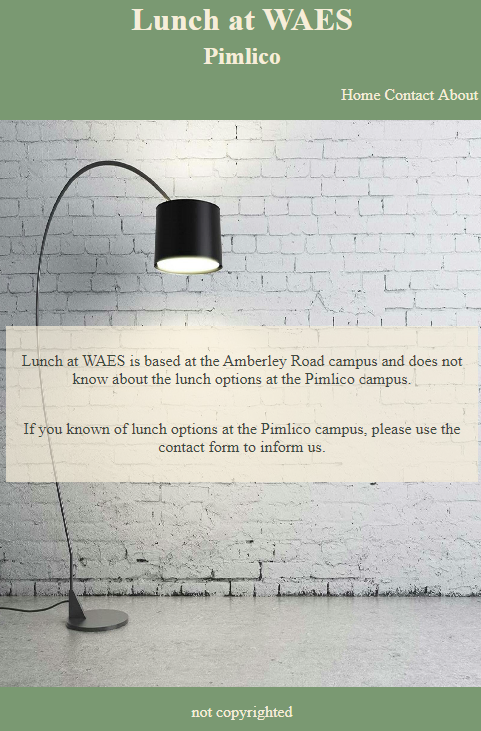 Lunch at WAES
Pimlico
Home Contact About
Lunch at WAES is based at the Amberley Road campus and does not
know about the lunch options at the Pimlico campus.
If you known of lunch options at the Pimlico campus, please use the
contact form to inform us.
not copyrighted